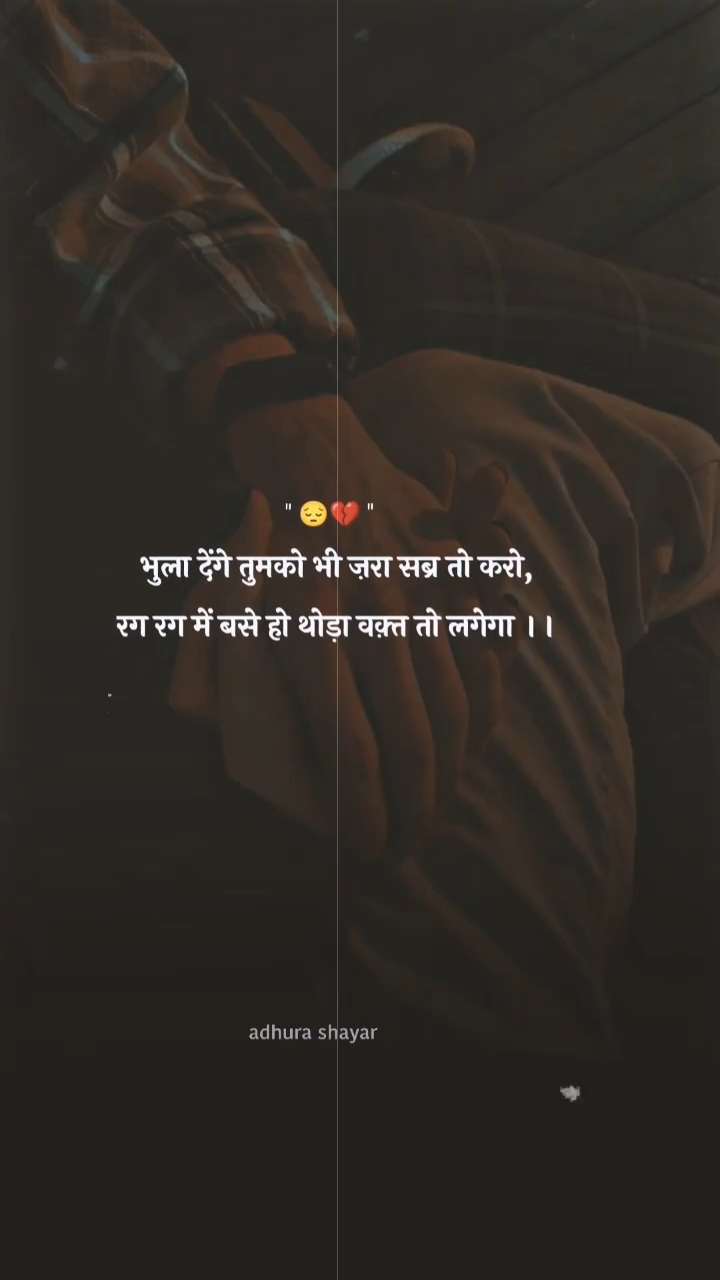 " 😔💔 "
भुला देंगे तुमको भी ज़रा सब्र तो करो,
रग रग में बसे हो थोड़ा वक़्त तो लगेगा ।।
adhura shayar